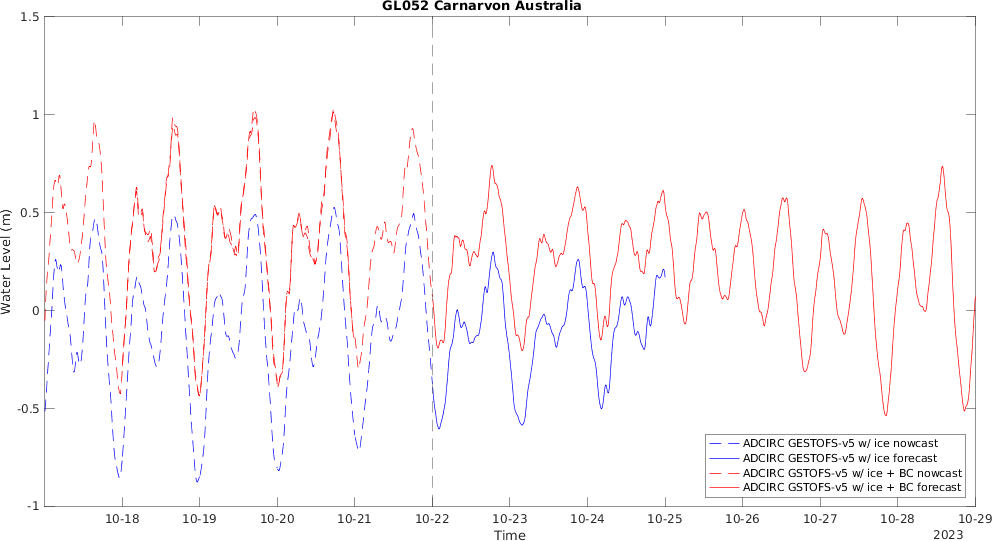 GL052 Carnarvon Australia
1.5
1
0.5
0
-0.5
-1
Water Level (m)
ADCIRC GESTOFS-v5 w/ ice nowcast
ADCIRC GESTOFS-v5 w/ ice forecast
ADCIRC GSTOFS-v5 w/ ice + BC nowcast
ADCIRC GSTOFS-v5 w/ ice + BC forecast
10-18 10-19 10-20 10-21 10-22 10-23 10-24 10-25 10-26 10-27 10-28 10-29
Time
2023